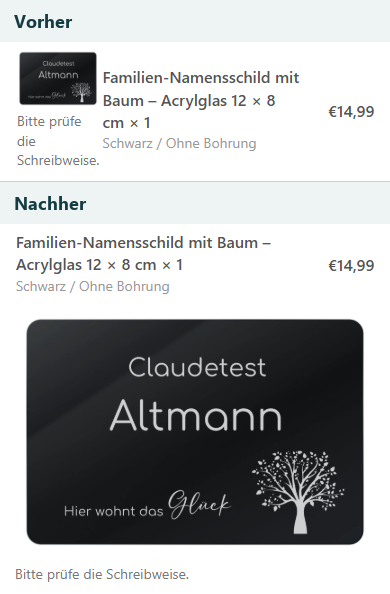 Vorher
Claudetest
Altmann
Hier wohnt das Glück
Bitte prüfe
die
Schreibweise.
Familien-Namensschild mit
Baum – Acrylglas 12 × 8
cm × 1
Schwarz / Ohne Bohrung
€14,99
Nachher
Familien-Namensschild mit Baum –
Acrylglas 12 × 8 cm × 1
Schwarz / Ohne Bohrung
€14,99
Claudetest
Altmann
Hier wohnt das Glück
Bitte prüfe die Schreibweise.